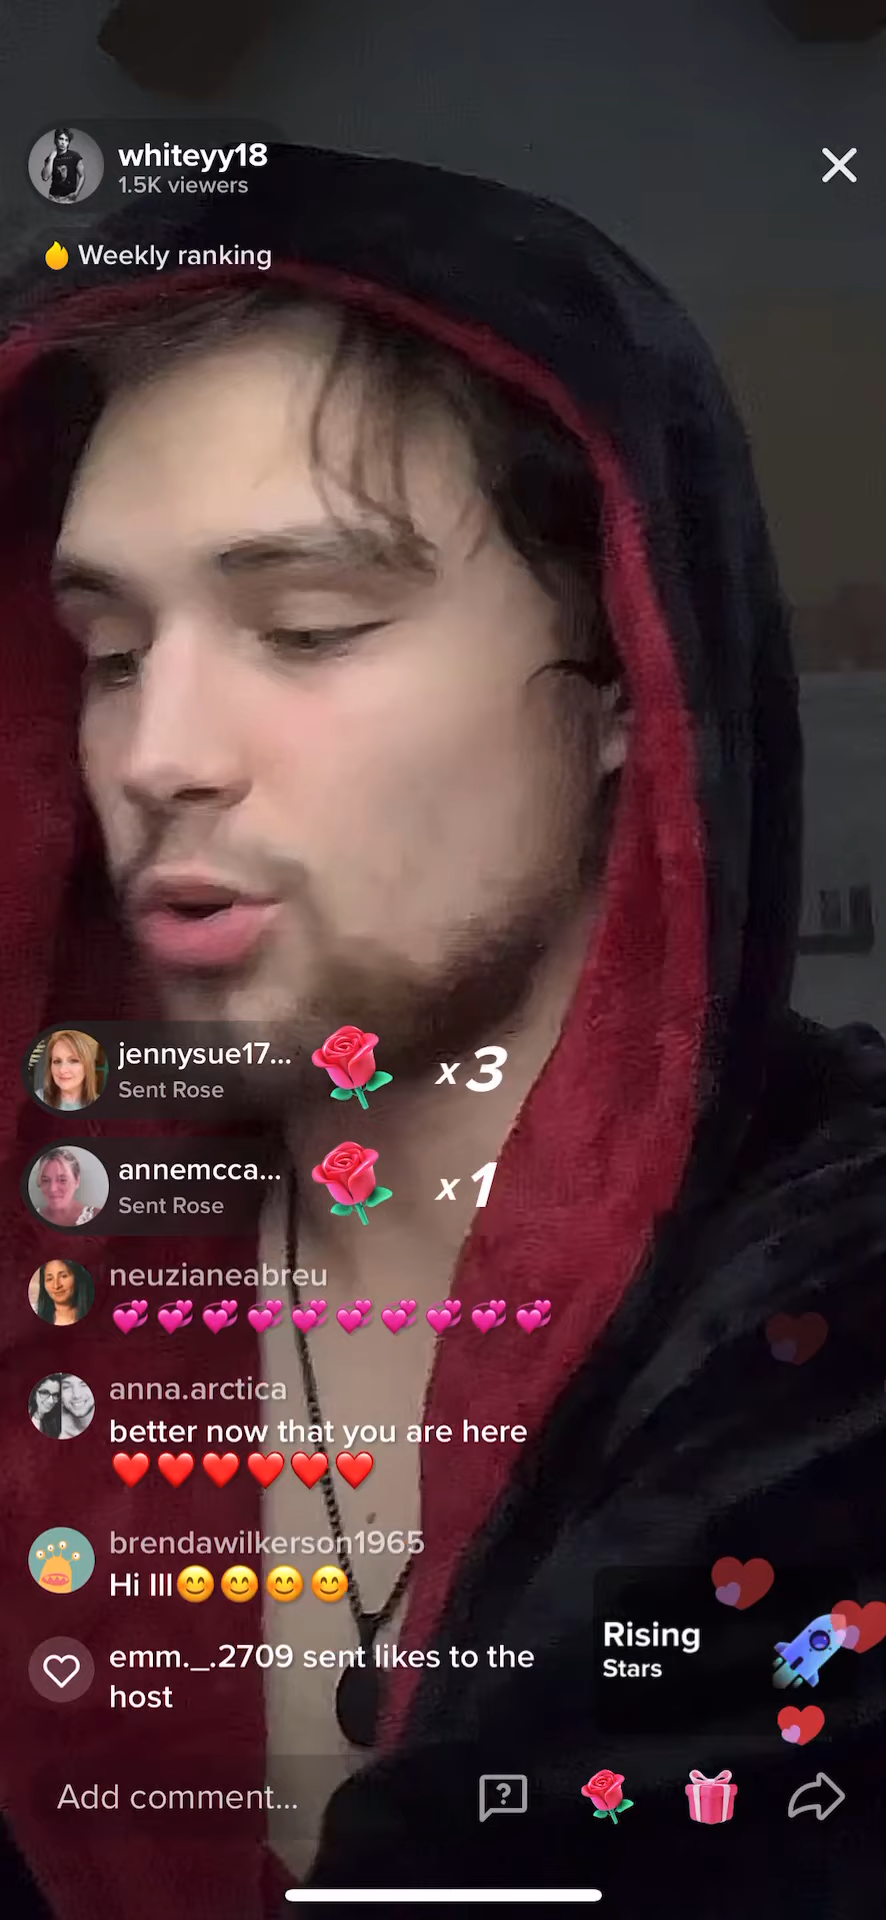 whiteyy18
1.5K viewers
Weekly ranking
jennysue17...
Sent Rose
x3
annemcca...
Sent Rose
x1
neuzianeabreu
💞💞💞💞💞💞💞💞💞💞
anna.arctica
better now that you are here
❤️❤️❤️❤️❤️❤️
brendawilkerson1965
Hi lll😊😊😊😊
emm._.2709 sent likes to the
host
Rising
Stars
Add comment...
?